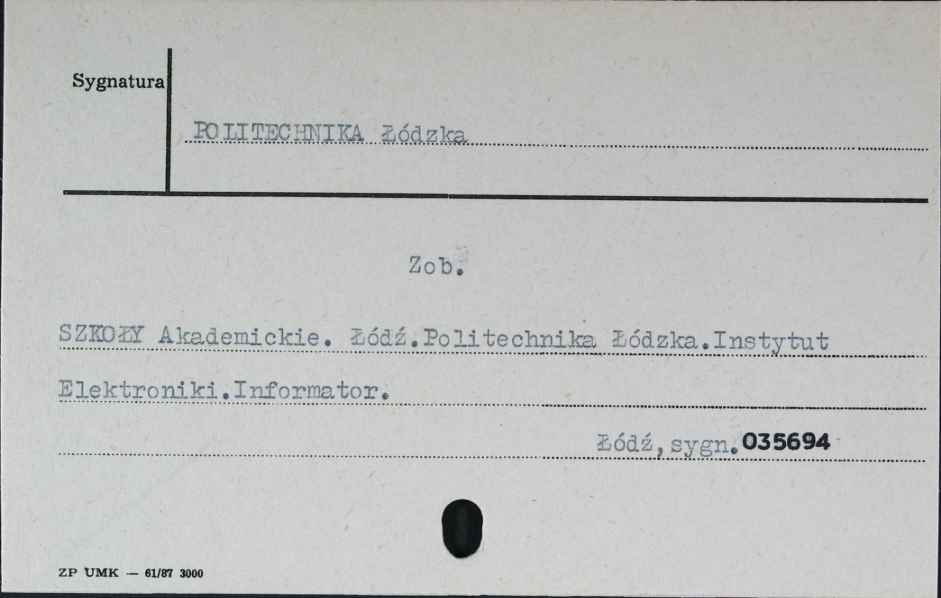 Sygnatura
POLITECHNIKA Łódzka
Zob.
SZKOŁY Akademickie. Łódź.Politechnika Łódzka.Instytut
Elektroniki.Informator.
Łódź,sygn.035694
ZP UMK — 61/87 3000